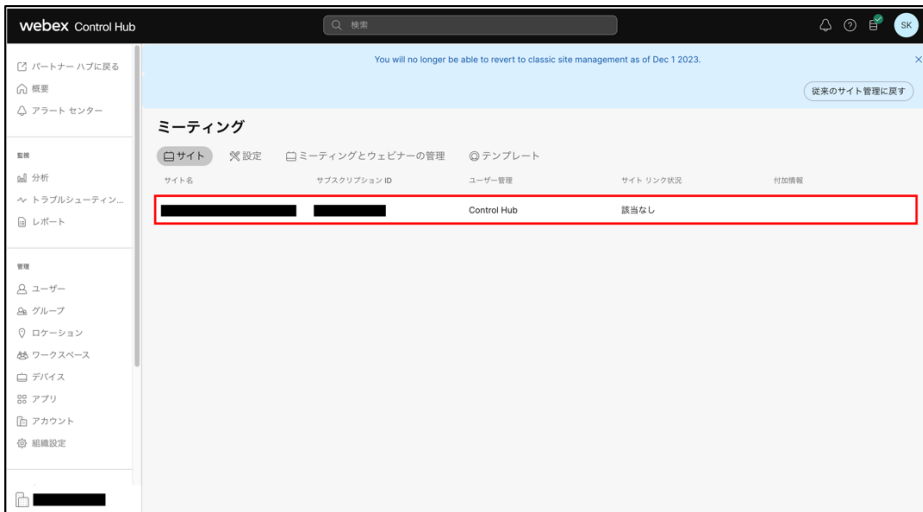 webex Control Hub
検索
SK
パートナー ハブに戻る
概要
アラート センター
監視
分析
トラブルシューティン...
レポート
管理
ユーザー
グループ
ロケーション
ワークスペース
デバイス
アプリ
アカウント
組織設定
You will no longer be able to revert to classic site management as of Dec 1 2023.
従来のサイト管理に戻す
ミーティング
サイト 設定 ミーティングとウェビナーの管理 テンプレート
サイト名 サブスクリプション ID ユーザー管理 サイト リンク状況 付加情報
Control Hub 該当なし